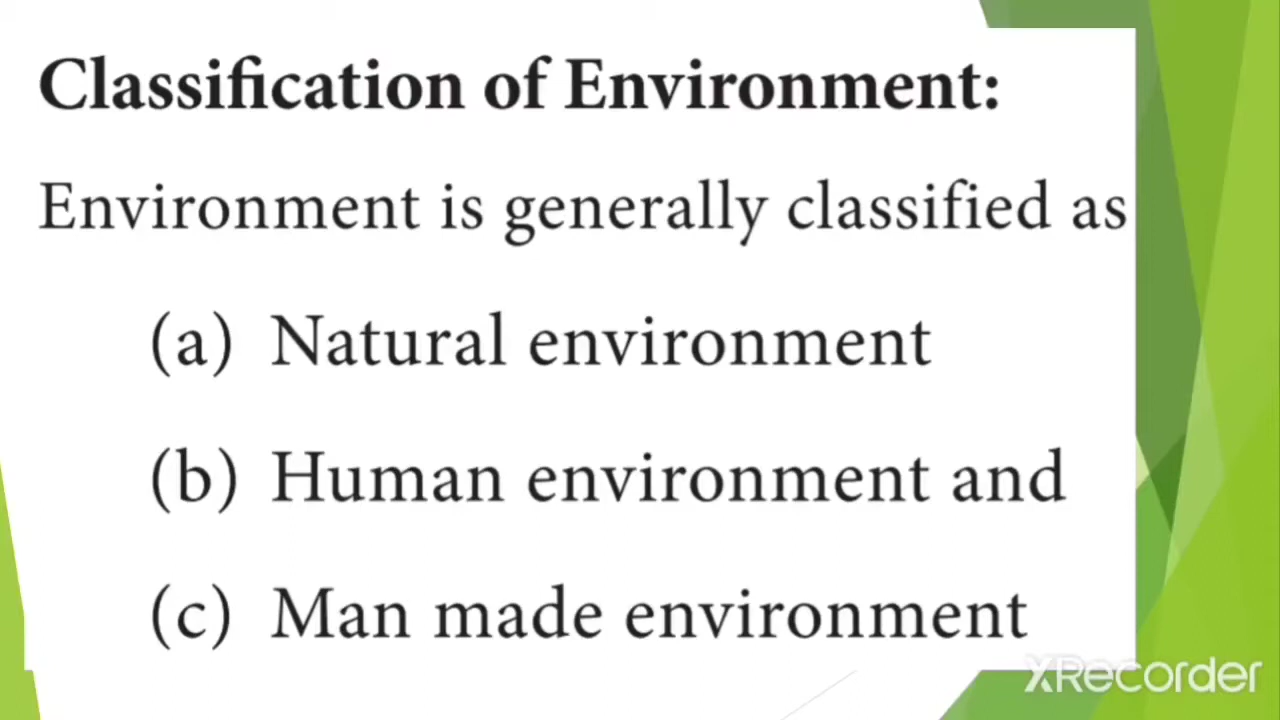 Classification of Environment:
Environment is generally classified as
(a) Natural environment
(b) Human environment and
(c) Man made environment
XRecorder